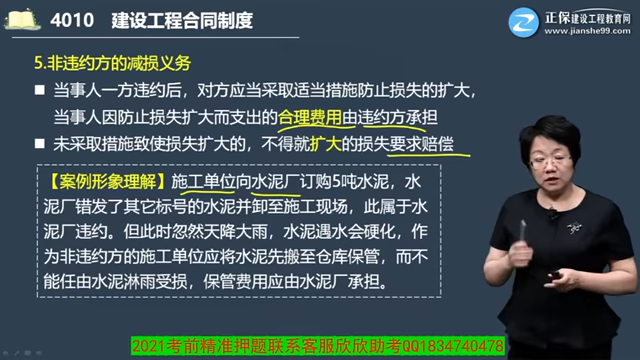 4010 建设工程合同制度
正保建设工程教育网
www.jianshe99.com
5.非违约方的减损义务
当事人一方违约后，对方应当采取适当措施防止损失的扩大，
当事人因防止损失扩大而支出的合理费用由违约方承担
未采取措施致使损失扩大的，不得就扩大的损失要求赔偿
【案例形象理解】施工单位向水泥厂订购5吨水泥，水
泥厂错发了其它标号的水泥并卸至施工现场，此属于水
泥厂违约。但此时忽然天降大雨，水泥遇水会硬化，作
为非违约方的施工单位应将水泥先搬至仓库保管，而不
能任由水泥淋雨受损，保管费用应由水泥厂承担。
2021考前精准押题联系客服欣欣助考QQ1834740478